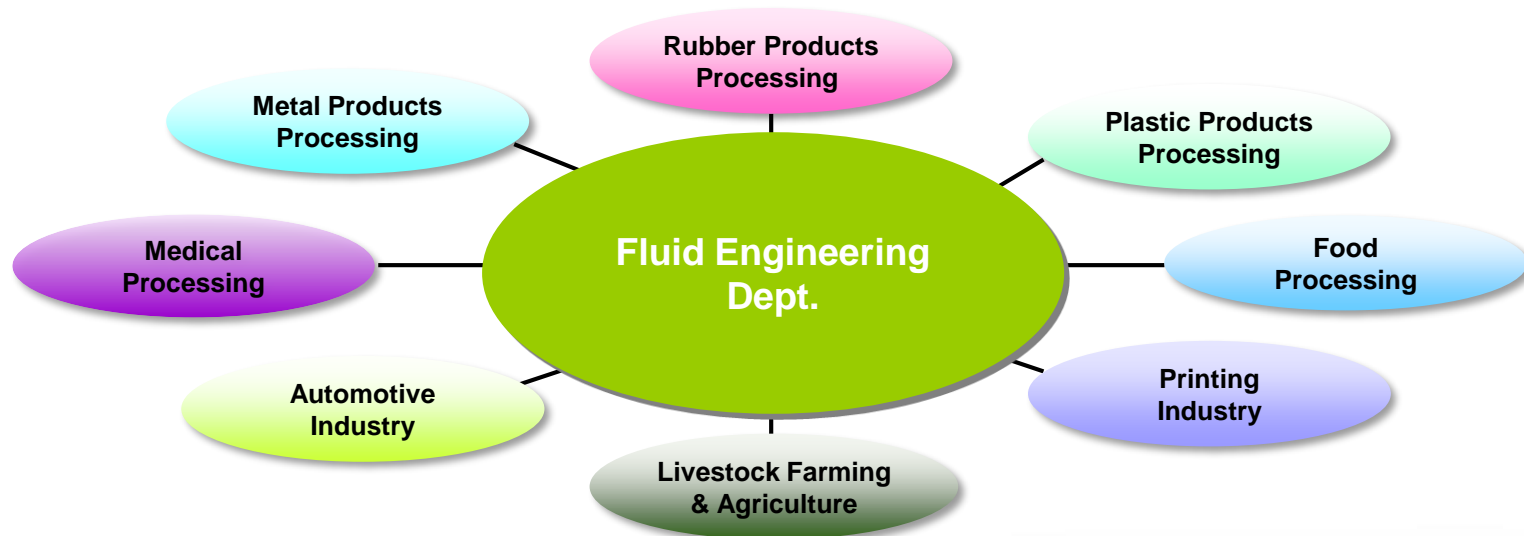 Rubber Products
Processing
Metal Products
Processing
Plastic Products
Processing
Medical
Processing
Fluid Engineering
Dept.
Food
Processing
Automotive
Industry
Printing
Industry
Livestock Farming
& Agriculture